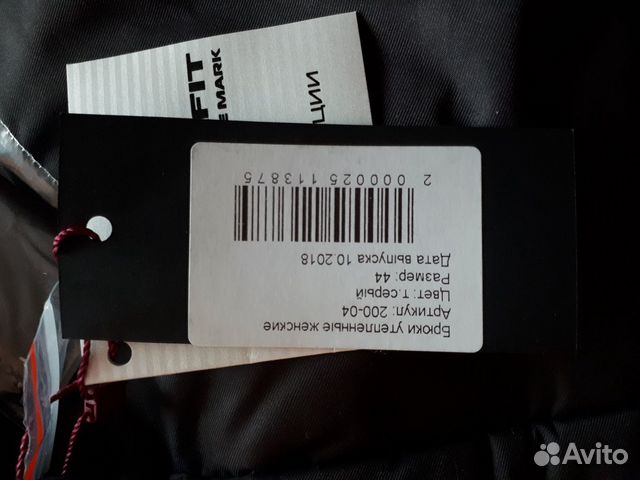 Брюки утепленные женские
Артикул: 200-04
Цвет: т.серый
Размер: 44
Дата выпуска 10.2018
2 000025 113875
FIT
MARK
ЦИИ
Avito